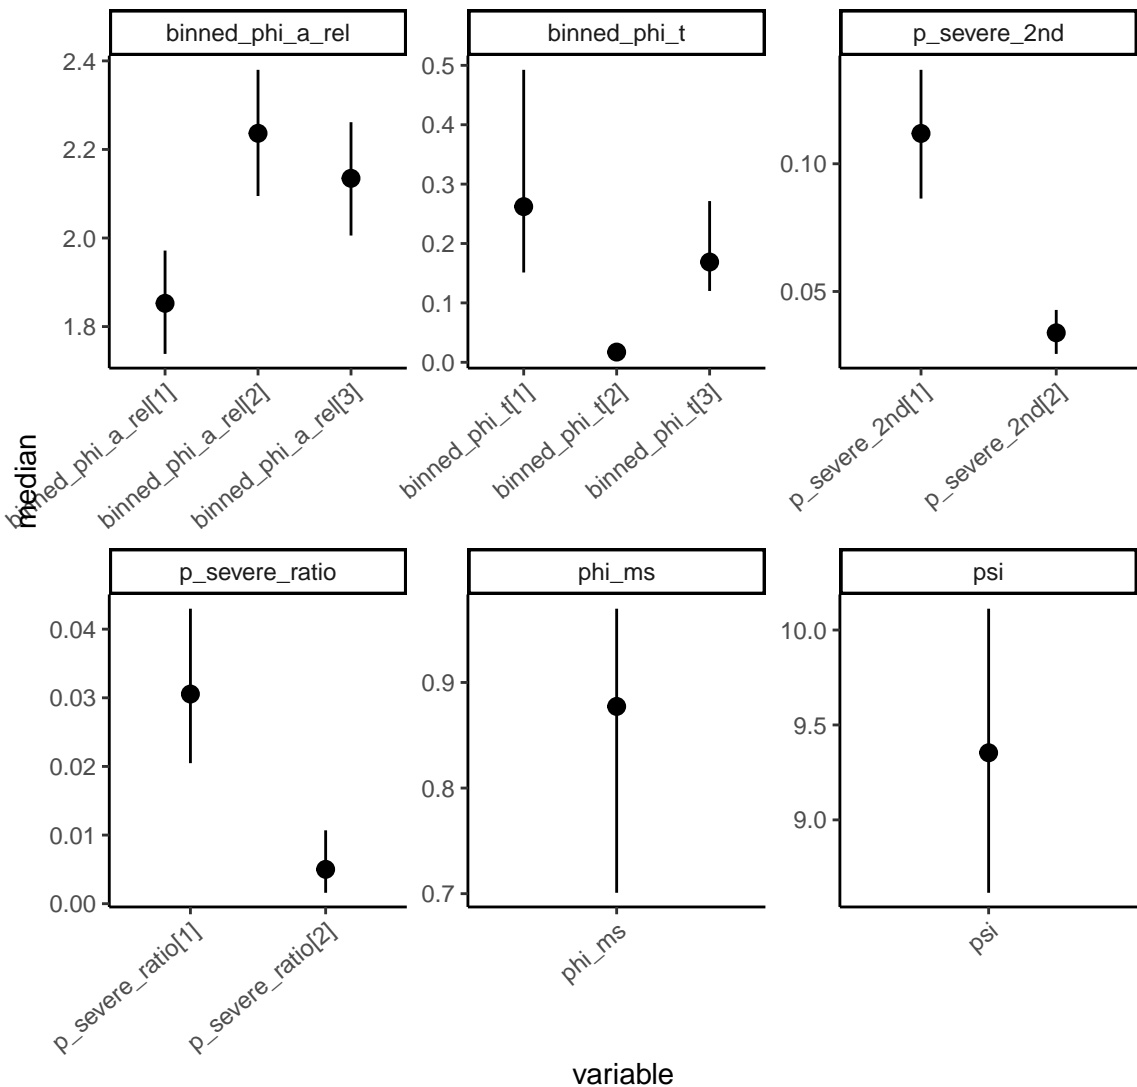 binned_phi_a_rel
binned_phi_t
p_severe_2nd
2.4
2.2
2.0
1.8
0.5
0.4
0.3
0.2
0.1
0.0
0.10
0.05
binned_phi_a_rel[1]
binned_phi_a_rel[2]
binned_phi_a_rel[3]
binned_phi_t[1]
binned_phi_t[2]
binned_phi_t[3]
p_severe_2nd[1]
p_severe_2nd[2]
median
p_severe_ratio
phi_ms
psi
0.04
0.03
0.02
0.01
0.00
0.9
0.8
0.7
10.0
9.5
9.0
p_severe_ratio[1]
p_severe_ratio[2]
phi_ms
psi
variable